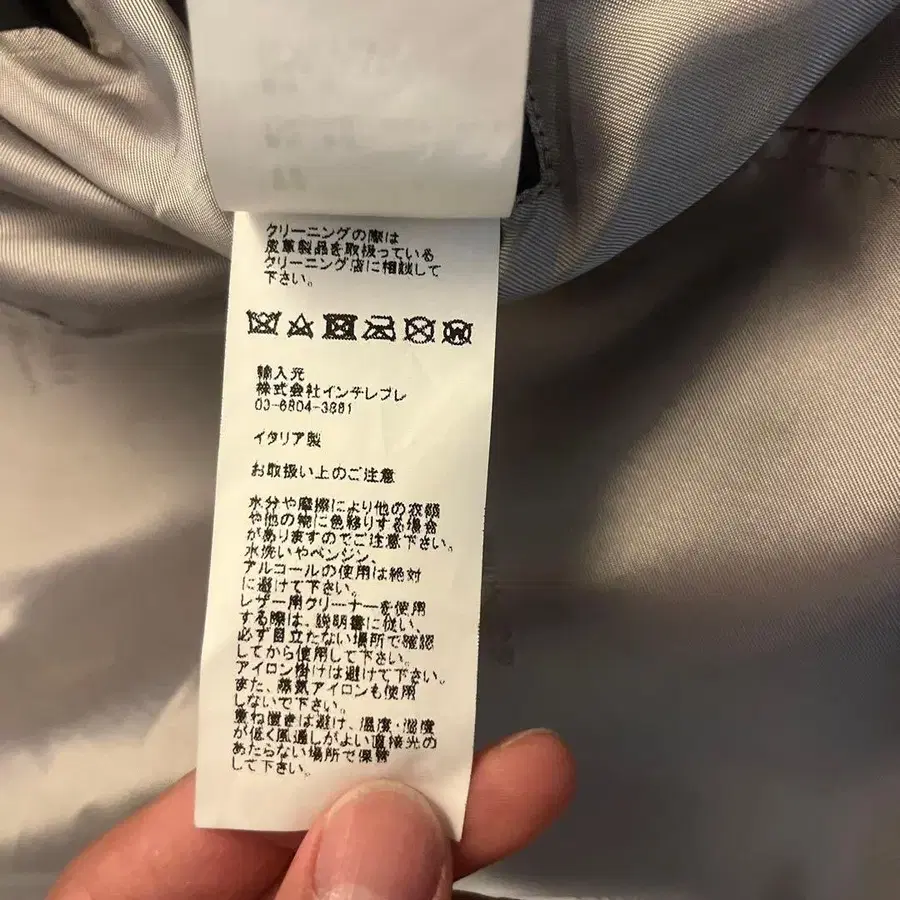 クリーニングの際は
皮革製品を取扱っている
クリーニング店に相談して
下さい。
輸入元
株式会社インテレプレ
03-6804-3881
イタリア製
お取扱い上のご注意
水分や摩擦により他の衣類
や他の物に色移りする場合
がありますのでご注意下さい。
水洗いやベンジン、
アルコールの使用は絶対
に避けて下さい。
レザー用クリーナーを使用
する際は、説明書に従い、
必ず目立たない場所で確認
してから使用して下さい。
アイロン掛けは避けて下さい。
また、蒸気アイロンも使用
しないで下さい。
重ね置きは避け、温度・湿度
が低く風通しがよい直接光の
あたらない場所で保管
して下さい。